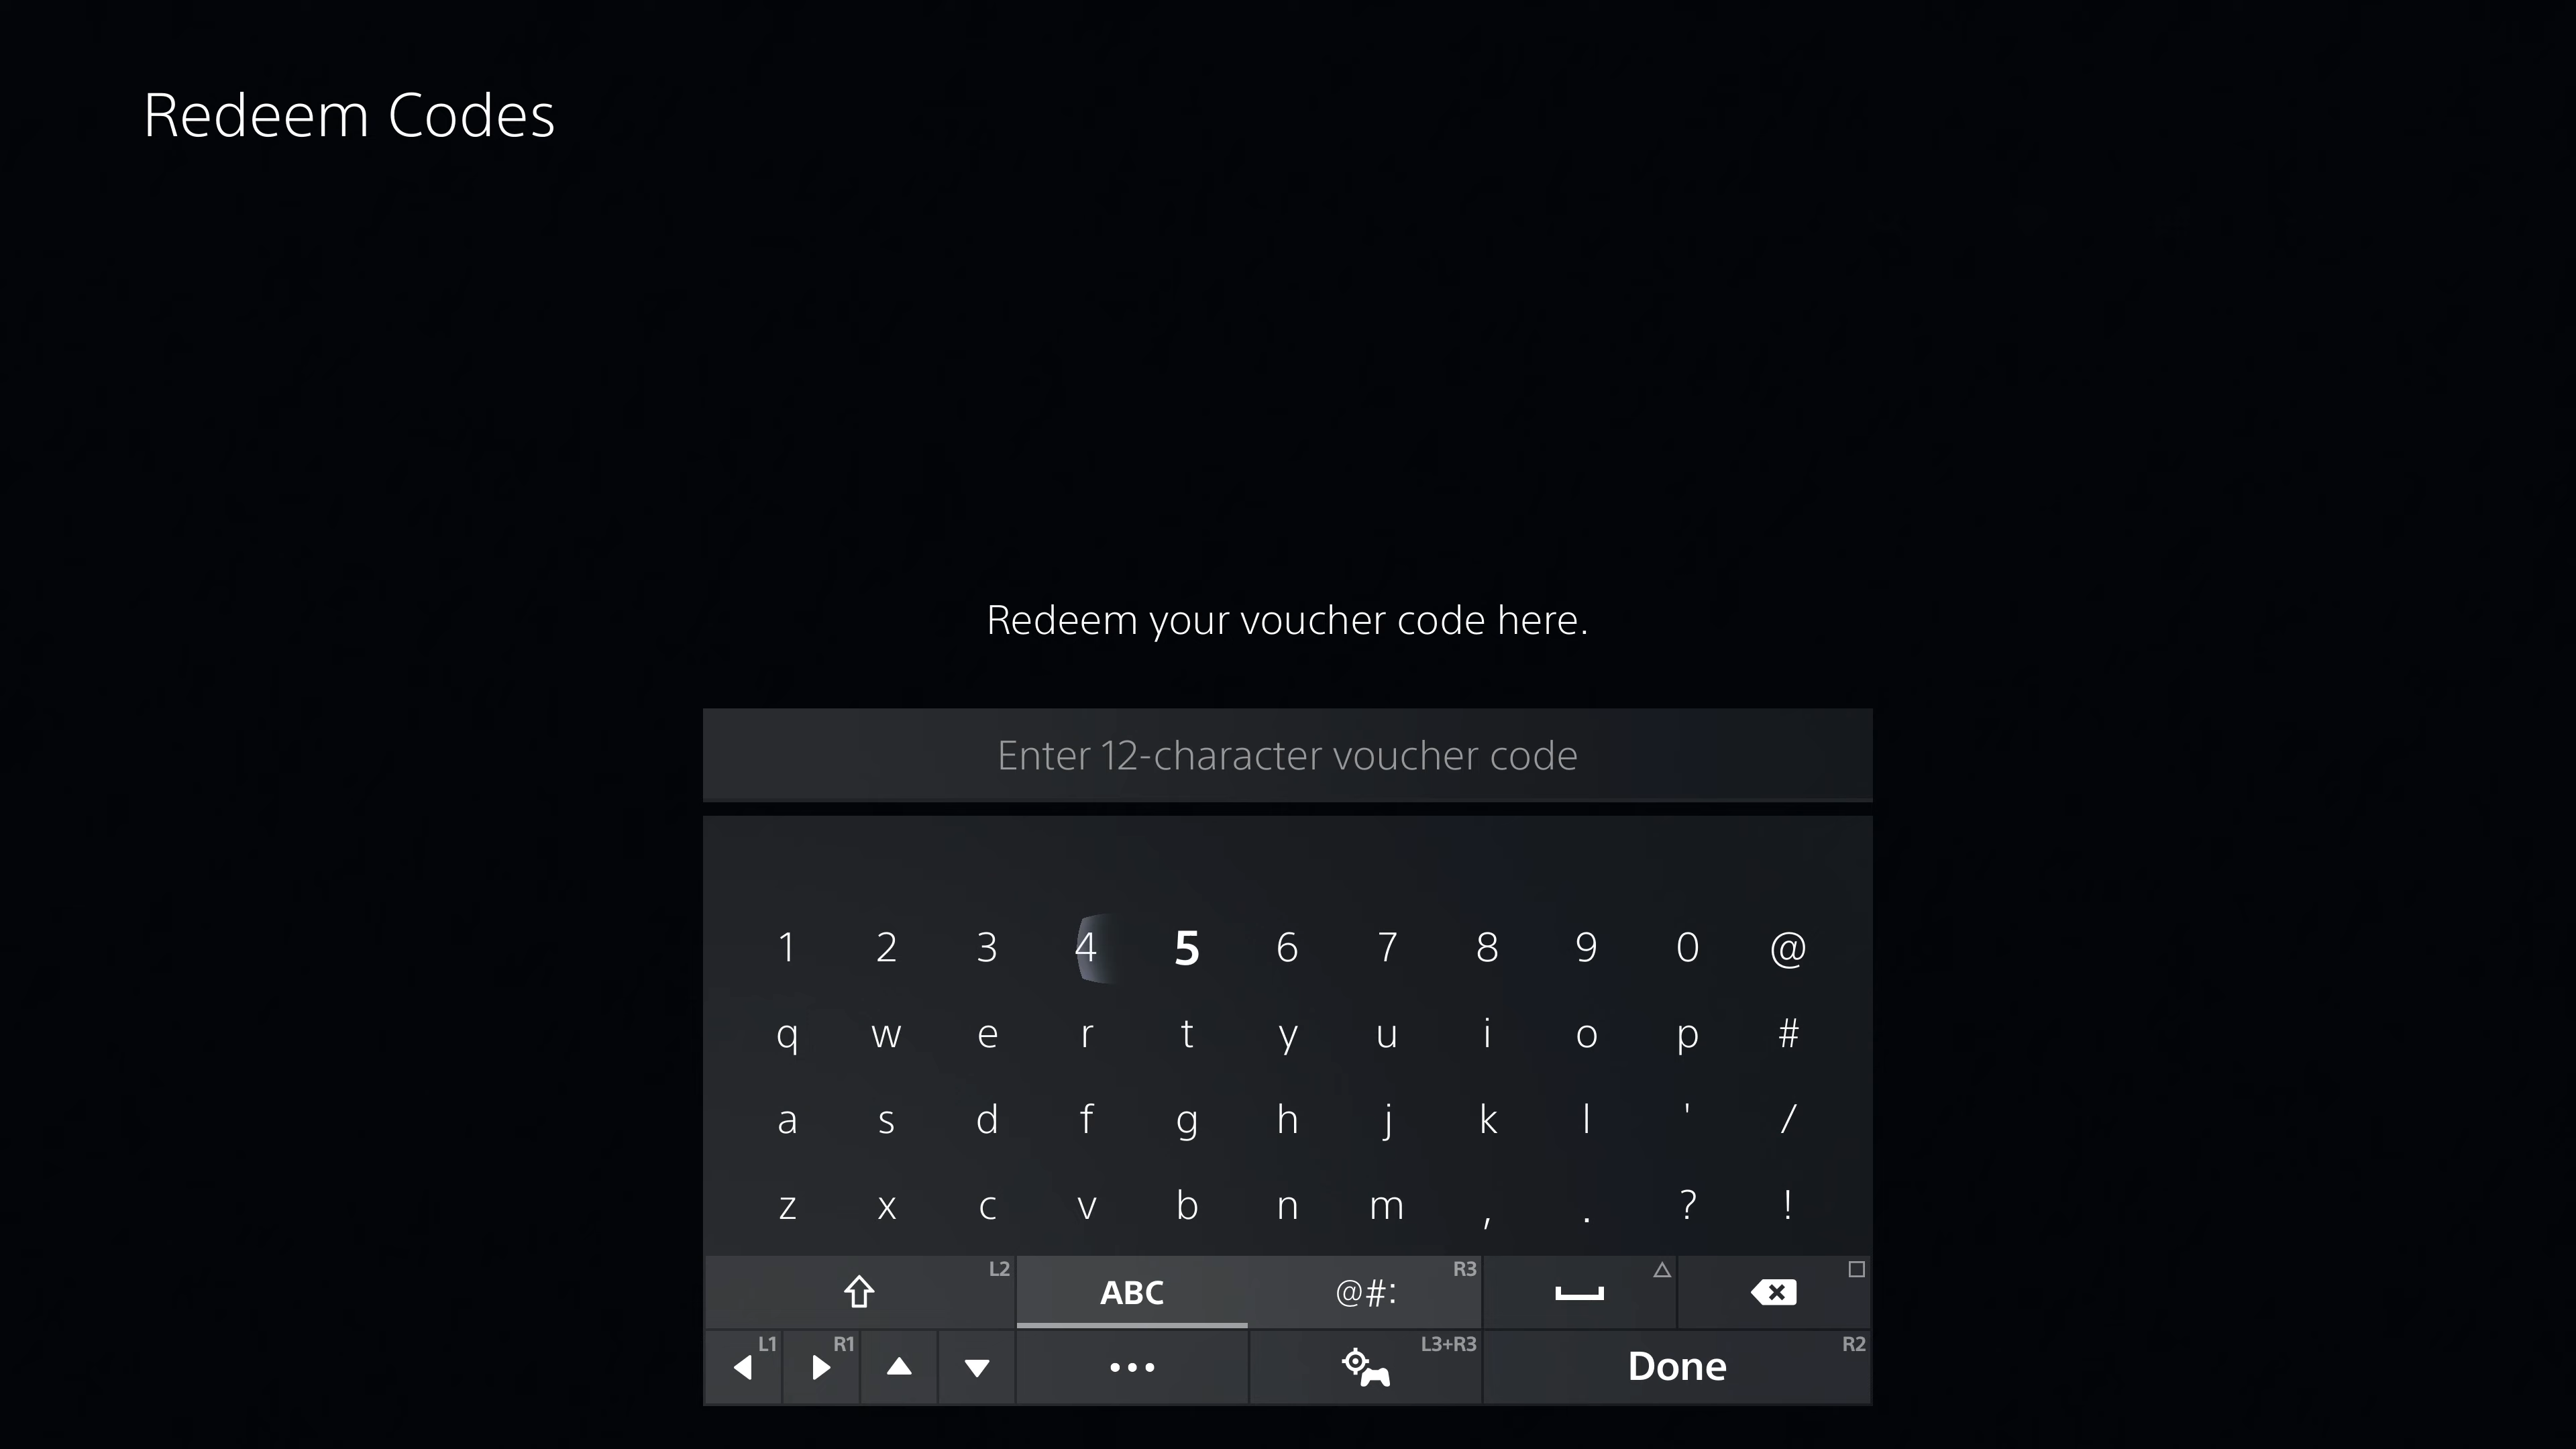 Redeem Codes
Redeem your voucher code here.
Enter 12-character voucher code
1 2 3 4 5 6 7 8 9 0 @
q w e r t y u i o p #
a s d f g h j k l ' /
z x c v b n m , . ? !
L2 ABC @#: R3
L1 R1 ... L3+R3 Done R2